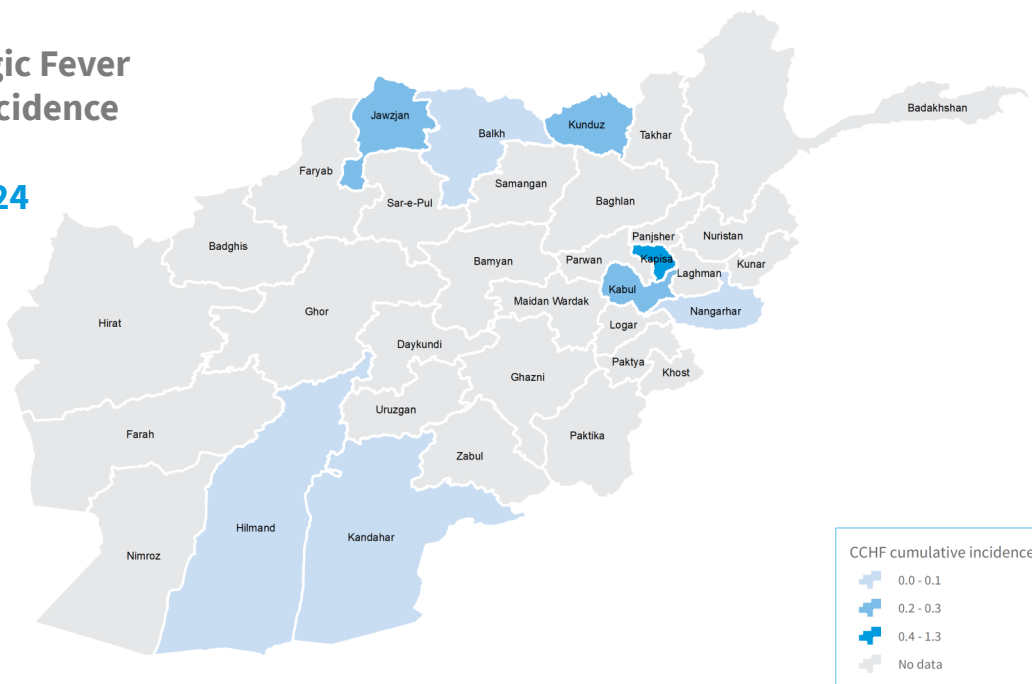 gic Fever
cidence
24
Badakhshan
Jawzjan
Balkh
Kunduz
Takhar
Faryab
Samangan
Sar-e-Pul
Baghlan
Badghis
Panjsher
Nuristan
Bamyan
Parwan
Kapisa
Laghman
Kunar
Kabul
Maidan Wardak
Nangarhar
Hirat
Ghor
Logar
Daykundi
Paktya
Khost
Ghazni
Uruzgan
Farah
Paktika
Zabul
Hilmand
Kandahar
Nimroz
CCHF cumulative incidence
0.0 - 0.1
0.2 - 0.3
0.4 - 1.3
No data